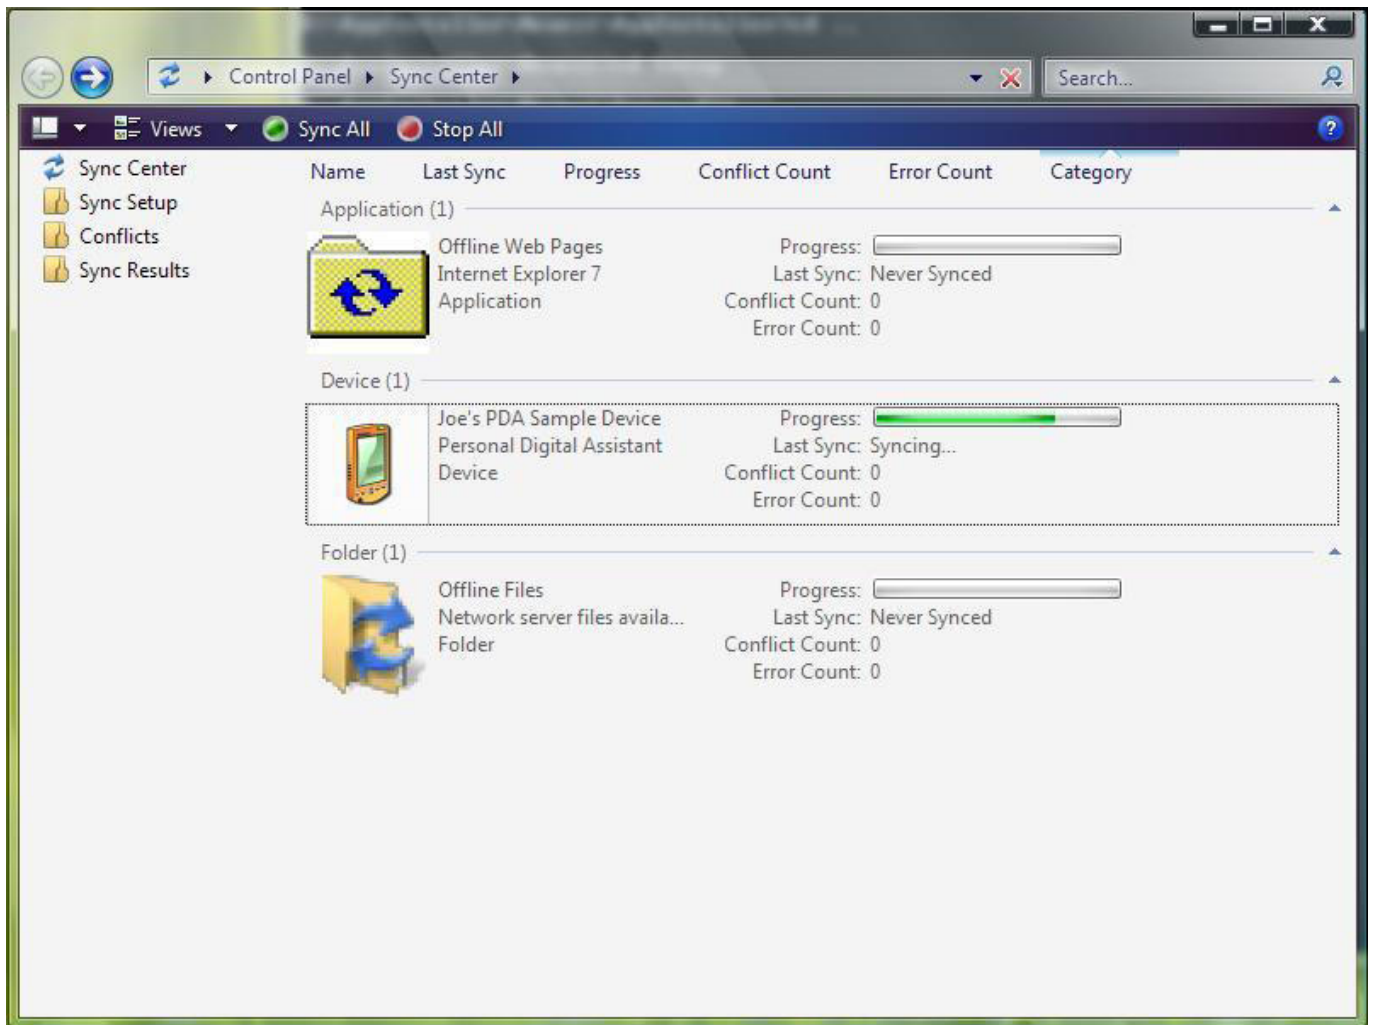 Control Panel Sync Center
Search...
Views Sync All Stop All ?
Sync Center
Sync Setup
Conflicts
Sync Results
Name Last Sync Progress Conflict Count Error Count Category
Application (1)
Offline Web Pages Progress:
Internet Explorer 7 Last Sync: Never Synced
Application Conflict Count: 0
Error Count: 0
Device (1)
Joe's PDA Sample Device Progress:
Personal Digital Assistant Last Sync: Syncing...
Device Conflict Count: 0
Error Count: 0
Folder (1)
Offline Files Progress:
Network server files availa... Last Sync: Never Synced
Folder Conflict Count: 0
Error Count: 0